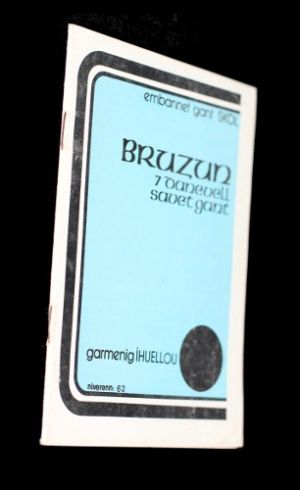 embannet gant SKOL
BRUZUN
7 danevell
savet gant
garmenig iHUELLOU
niverenn: 62